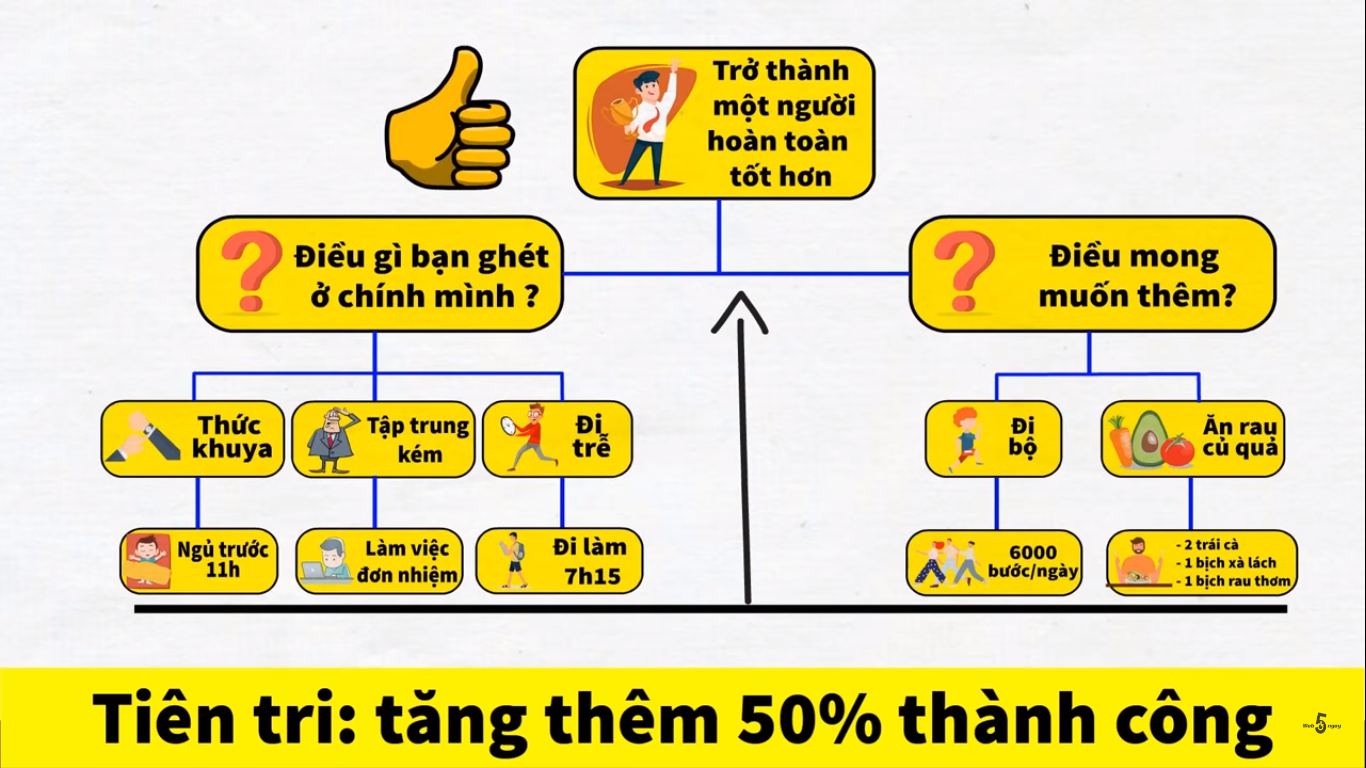 Trở thành
một người
hoàn toàn
tốt hơn
Điều gì bạn ghét
ở chính mình ?
Điều mong
muốn thêm?
Thức
khuya
Tập trung
kém
Đi
trễ
Đi
bộ
Ăn rau
củ quả
Ngủ trước
11h
Làm việc
đơn nhiệm
Đi làm
7h15
6000
bước/ngày
- 2 trái cà
- 1 bịch xà lách
- 1 bịch rau thơm
Tiên tri: tăng thêm 50% thành công
Web 5 ngay